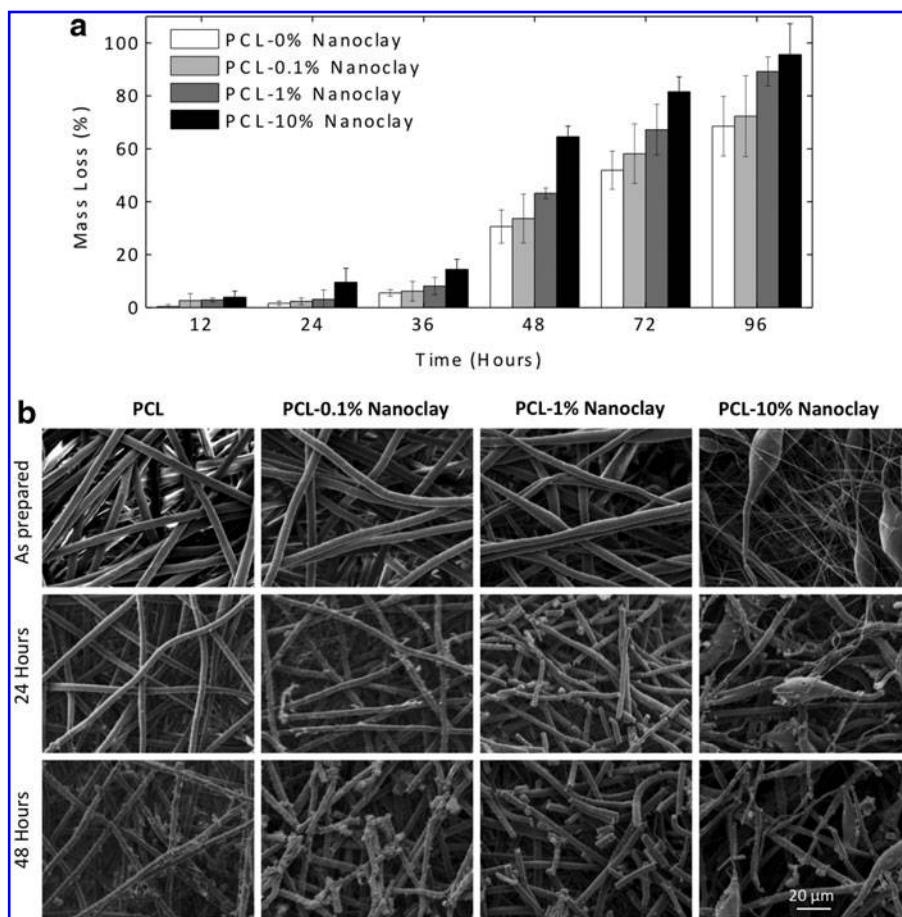 a
100
80
60
40
20
0
Mass Loss (%)
PCL-0% Nanoclay
PCL-0.1% Nanoclay
PCL-1% Nanoclay
PCL-10% Nanoclay
12 24 36 48 72 96
Time (Hours)
b
PCL PCL-0.1% Nanoclay PCL-1% Nanoclay PCL-10% Nanoclay
As prepared
24 Hours
48 Hours
20 µm